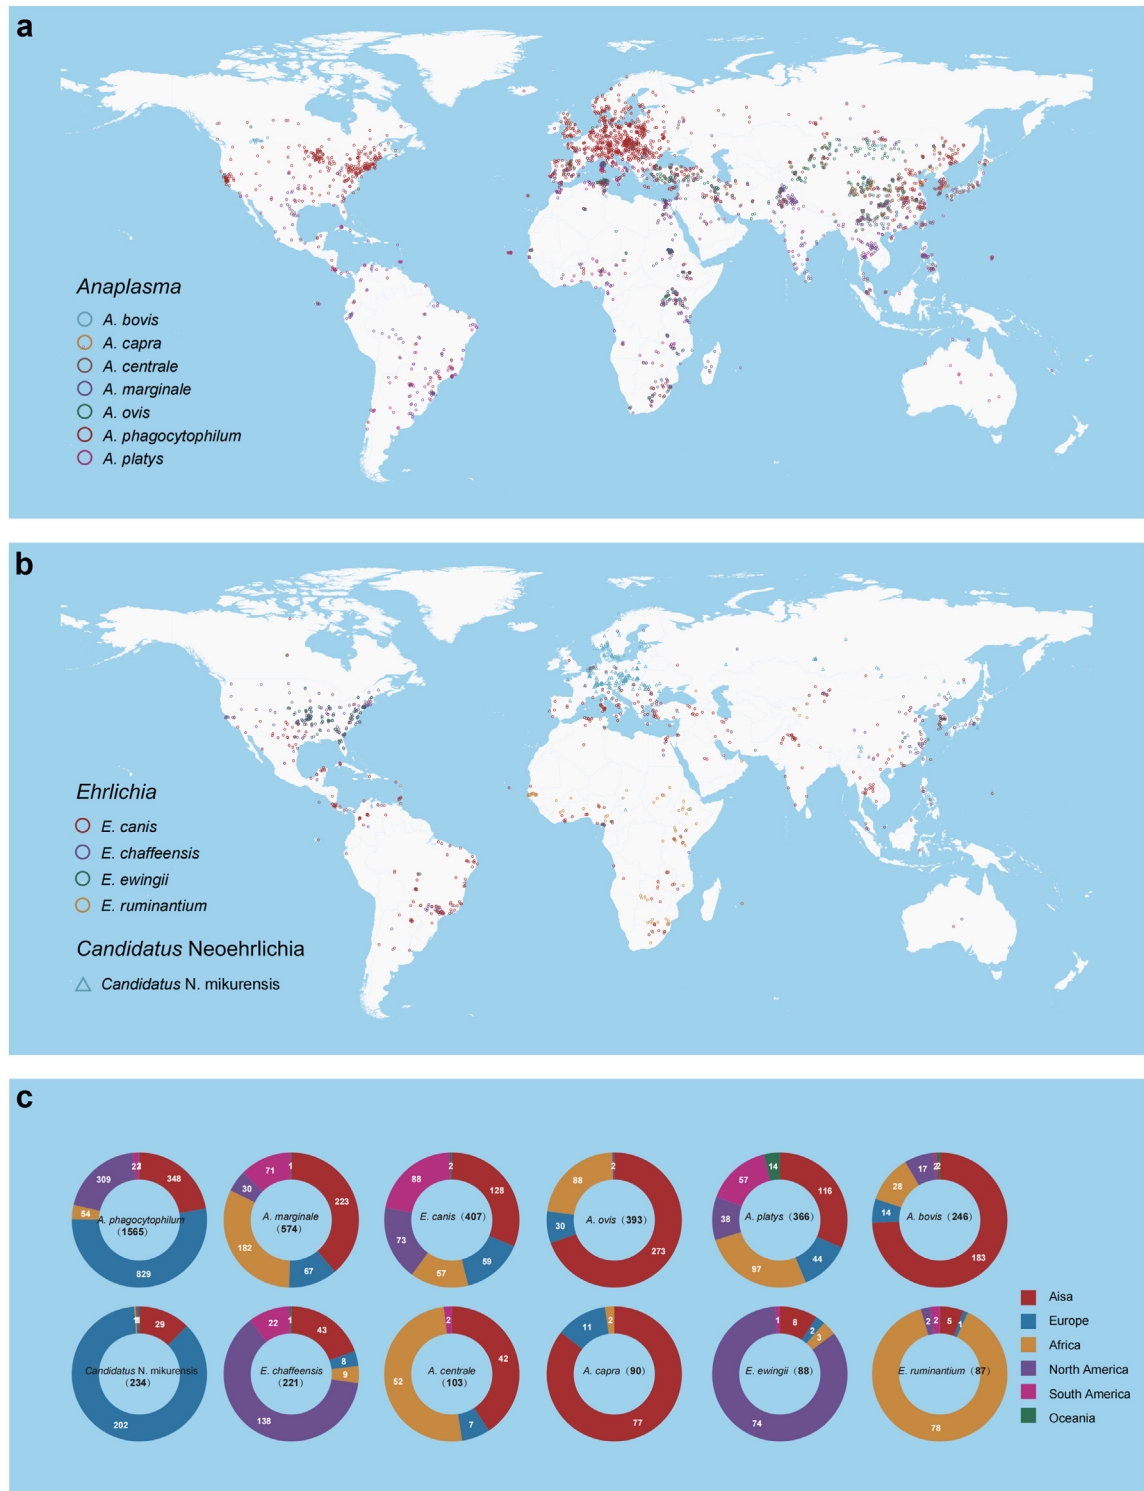 a
Anaplasma
A. bovis
A. capra
A. centrale
A. marginale
A. ovis
A. phagocytophilum
A. platys
b
Ehrlichia
E. canis
E. chaffeensis
E. ewingii
E. ruminantium
Candidatus Neoehrlichia
Candidatus N. mikurensis
c
348
829
54
309
A. phagocytophilum
(1565)
1
223
67
182
30
71
A. marginale
(574)
2
128
59
57
73
88
E. canis (407)
2
273
30
88
A. ovis (393)
14
116
44
97
38
57
A. platys (366)
183
14
28
17
A. bovis (246)
29
202
Candidatus N. mikurensis
(234)
1
43
8
9
138
22
E. chaffeensis
(221)
2
42
7
52
A. centrale
(103)
2
77
11
A. capra (90)
1
8
2
3
74
E. ewingii (88)
2
2
5
1
78
E. ruminantium (87)
Aisa
Europe
Africa
North America
South America
Oceania